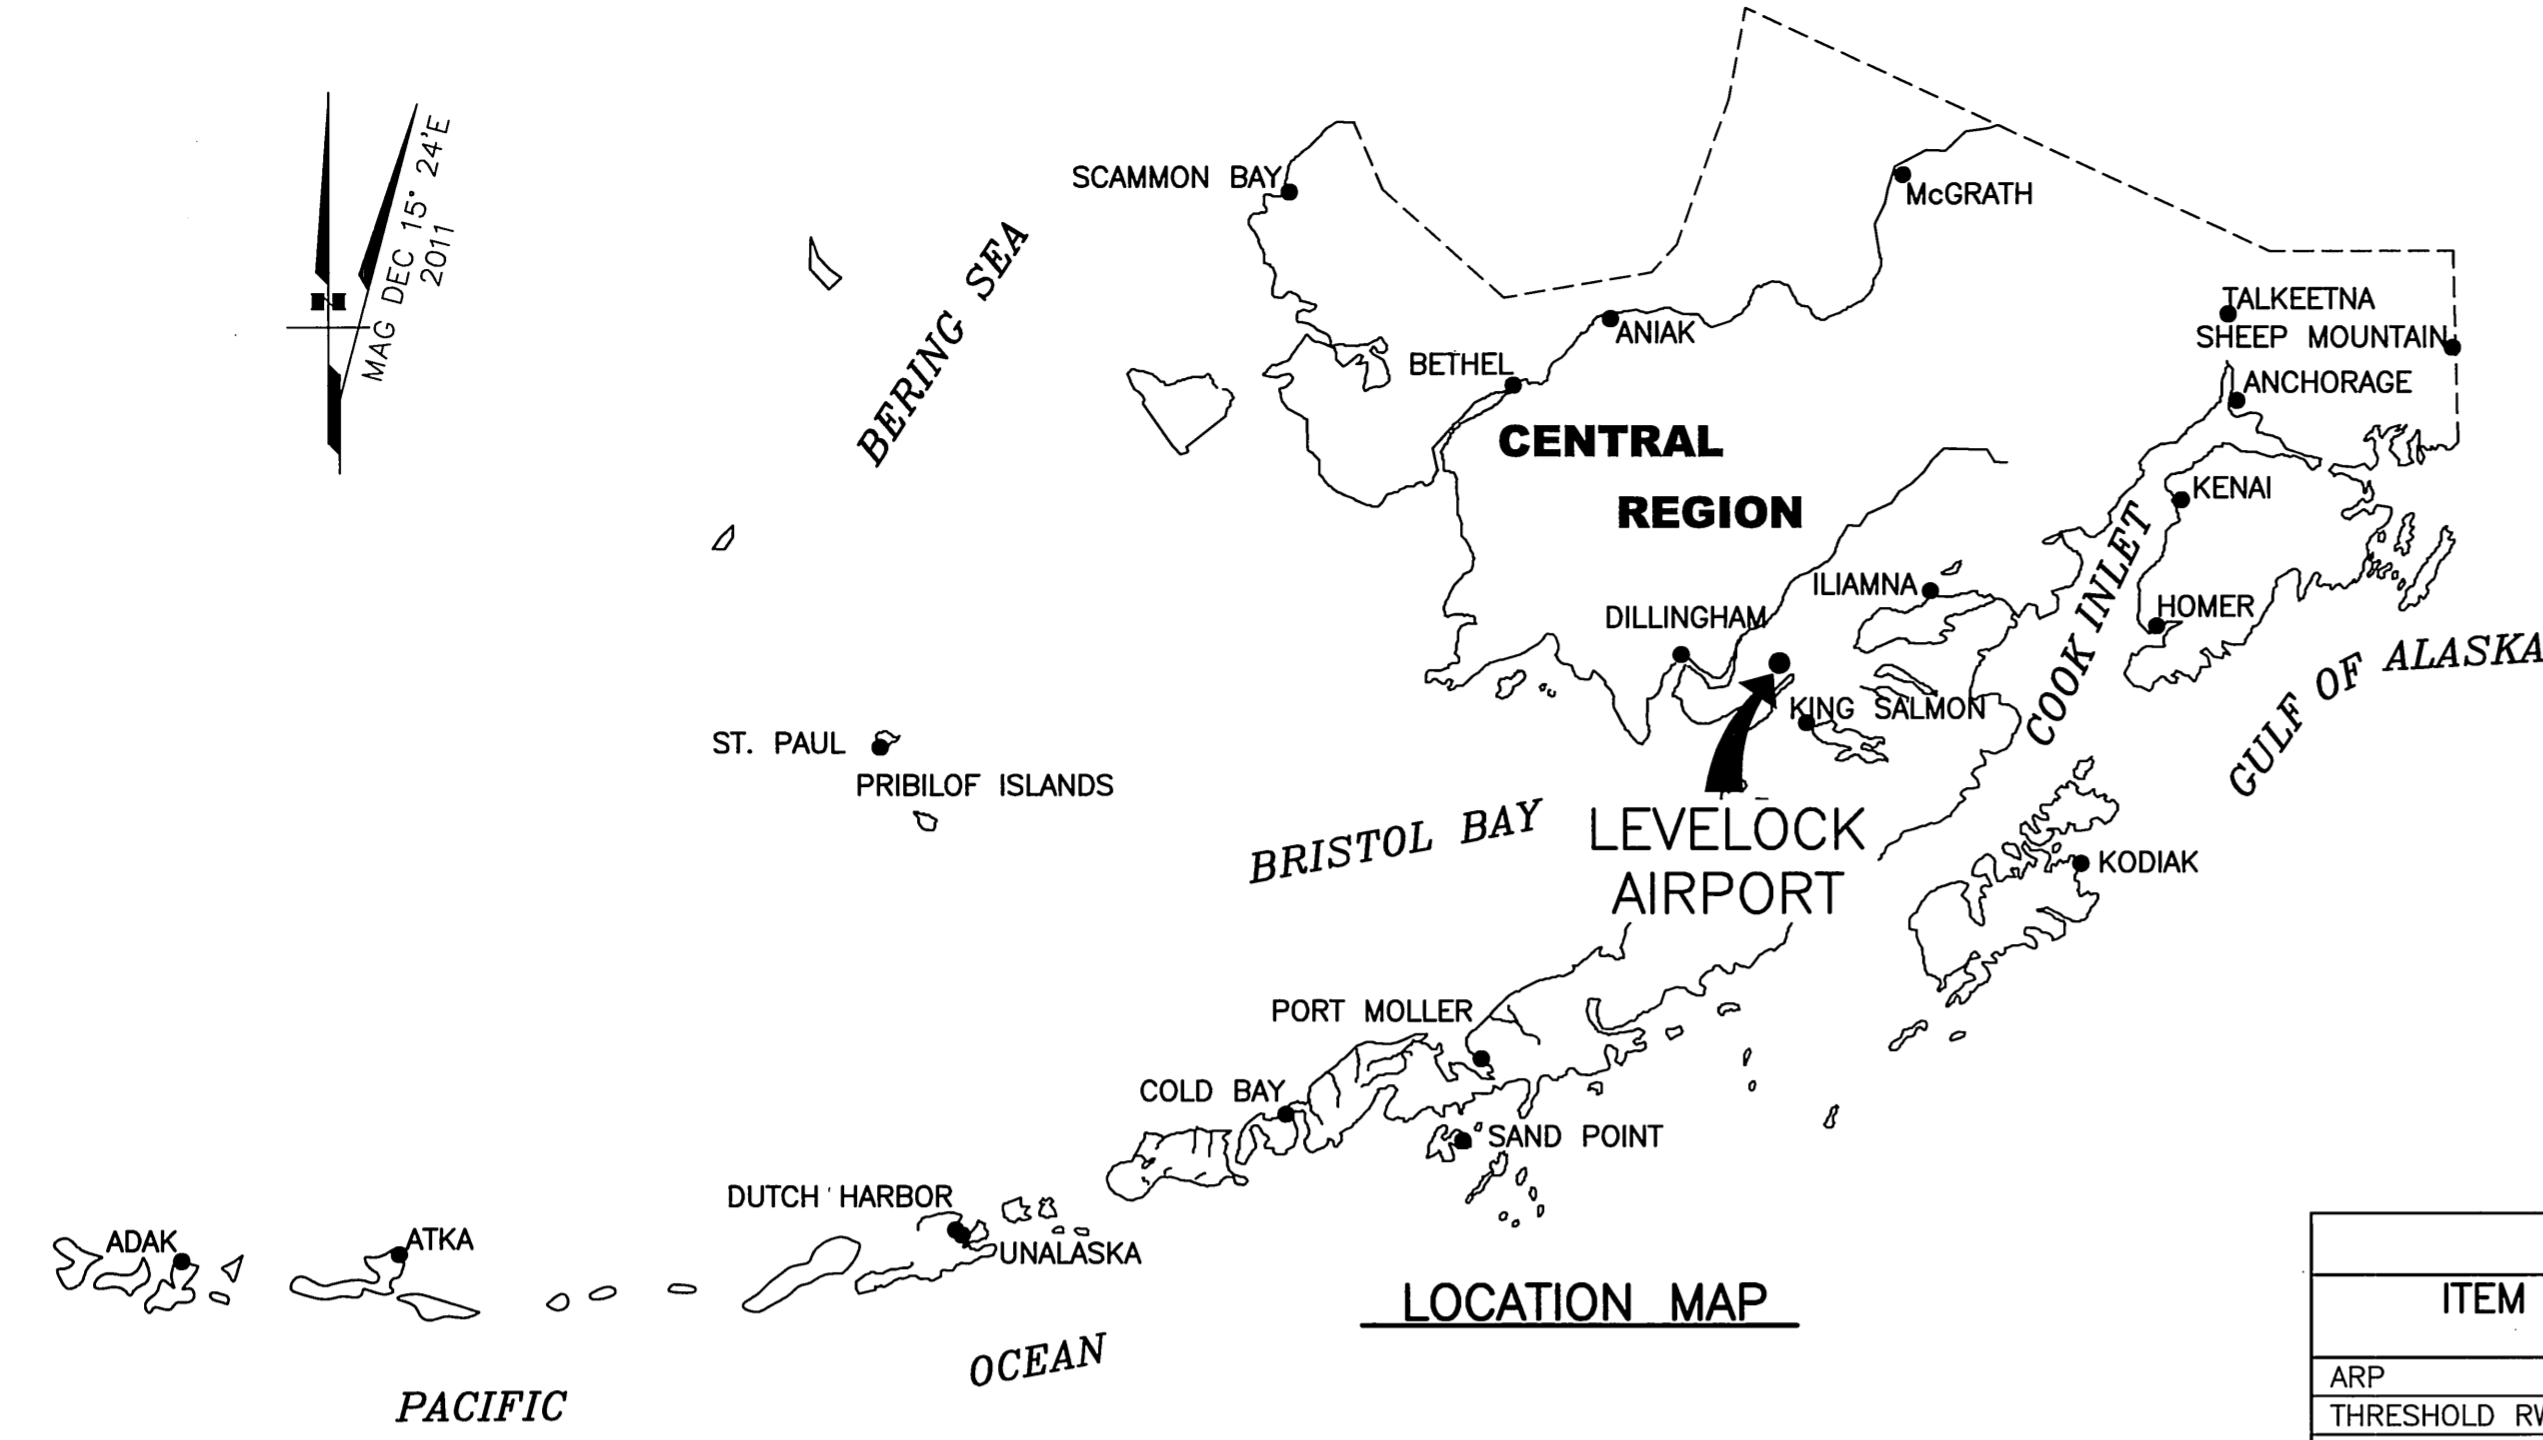 MAG DEC 15° 24'E
2011
SCAMMON BAY
McGRATH
BERING SEA
TALKEETNA
SHEEP MOUNTAIN
ANIAK
BETHEL
ANCHORAGE
CENTRAL
REGION
KENAI
ILIAMNA
DILLINGHAM
HOMER
COOK INLET
GULF OF ALASKA
KING SALMON
ST. PAUL
PRIBILOF ISLANDS
BRISTOL BAY
LEVELOCK
AIRPORT
KODIAK
PORT MOLLER
COLD BAY
SAND POINT
DUTCH HARBOR
UNALASKA
ADAK
ATKA
LOCATION MAP
PACIFIC
OCEAN
ITEM
ARP
THRESHOLD RW